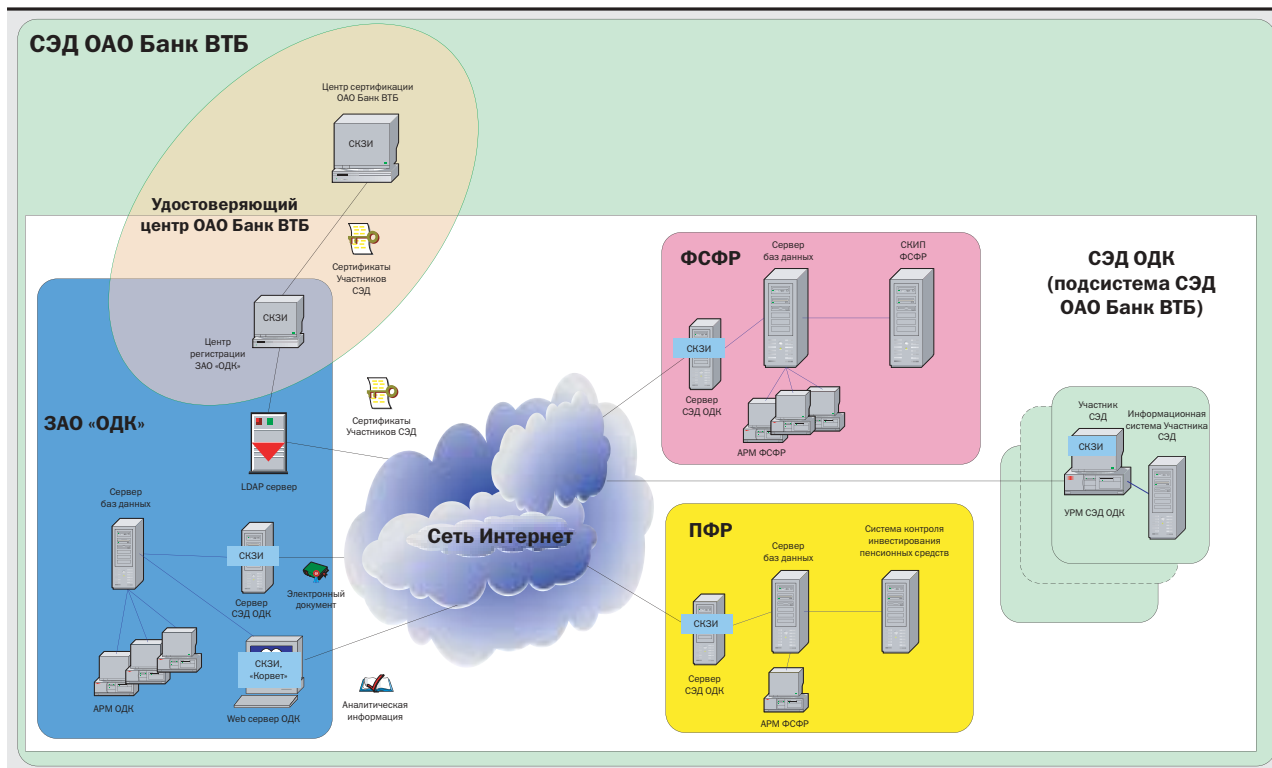 СЭД ОАО Банк ВТБ
Центр сертификации
ОАО Банк ВТБ
СКЗИ
Удостоверяющий
центр ОАО Банк ВТБ
Сертификаты
Участников
СЭД
СКЗИ
Центр
регистрации
ЗАО «ОДК»
ЗАО «ОДК»
Сертификаты
Участников СЭД
LDAP сервер
Сервер
баз данных
СКЗИ
Сервер
СЭД ОДК
Электронный
документ
АРМ ОДК
СКЗИ,
«Корвет»
Web сервер ОДК
Аналитическая
информация
Сеть Интернет
ФСФР
Сервер
баз данных
СКИП
ФСФР
СКЗИ
Сервер
СЭД ОДК
АРМ ФСФР
ПФР
Сервер
баз данных
Система контроля
инвестирования
пенсионных средств
СКЗИ
Сервер
СЭД ОДК
АРМ ФСФР
СЭД ОДК
(подсистема СЭД
ОАО Банк ВТБ)
Участник
СЭД
Информационная
система Участника
СЭД
СКЗИ
УРМ СЭД ОДК